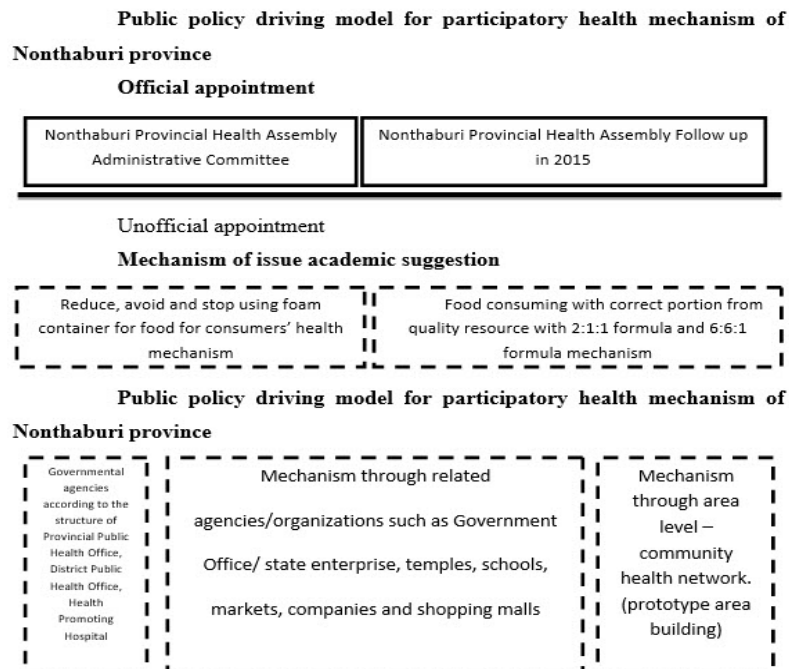 Public policy driving model for participatory health mechanism of
Nonthaburi province
Official appointment
Nonthaburi Provincial Health Assembly
Administrative Committee
Nonthaburi Provincial Health Assembly Follow up
in 2015
Unofficial appointment
Mechanism of issue academic suggestion
Reduce, avoid and stop using foam
container for food for consumers’ health
mechanism
Food consuming with correct portion from
quality resource with 2:1:1 formula and 6:6:1
formula mechanism
Public policy driving model for participatory health mechanism of
Nonthaburi province
Governmental
agencies
according to the
structure of
Provincial Public
Health Office,
District Public
Health Office,
Health
Promoting
Hospital
Mechanism through related
agencies/organizations such as Government
Office/ state enterprise, temples, schools,
markets, companies and shopping malls
Mechanism
through area
level –
community
health network.
(prototype area
building)